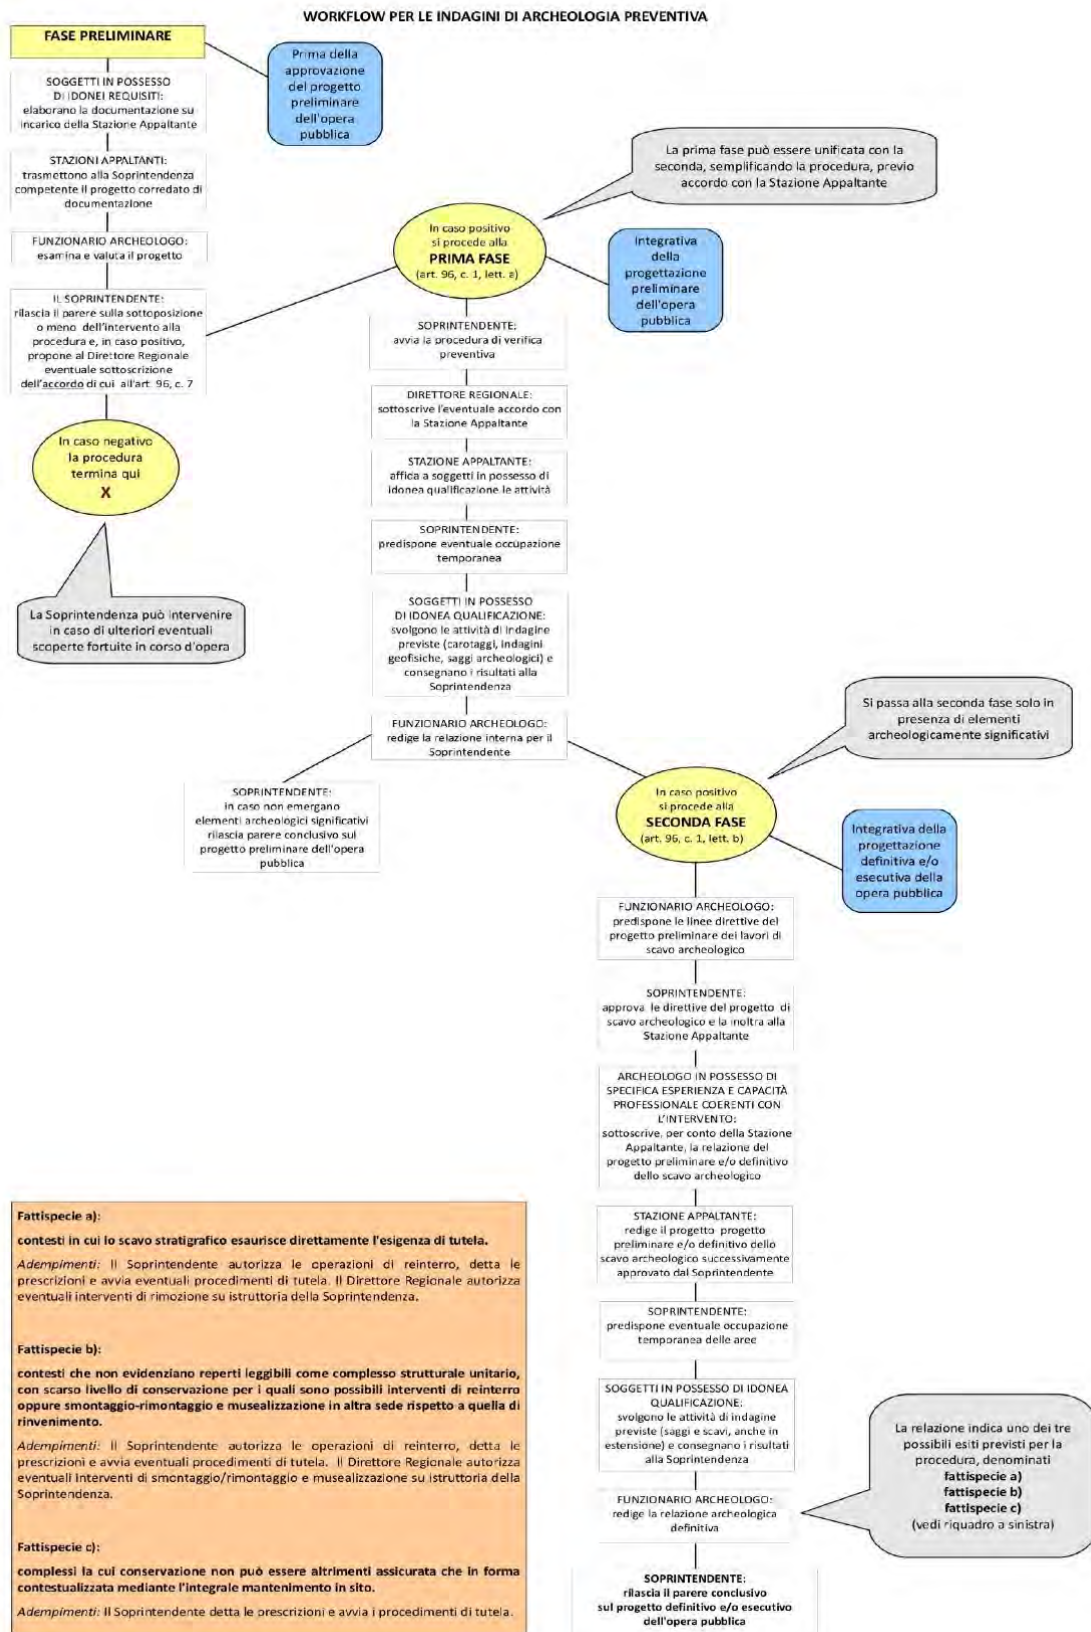 WORKFLOW PER LE INDAGINI DI ARCHEOLOGIA PREVENTIVA
FASE PRELIMINARE
Prima della
approvazione
del progetto
preliminare
dell'opera
pubblica
SOGGETTI IN POSSESSO
DI IDONEI REQUISITI:
elaborano la documentazione su
incarico della Stazione Appaltante
STAZIONI APPALTANTI:
trasmettono alla Soprintendenza
competente il progetto corredato di
documentazione
FUNZIONARIO ARCHEOLOGO:
esamina e valuta il progetto
IL SOPRINTENDENTE:
rilascia il parere sulla sottoposizione
o meno dell'intervento alla
procedura e, in caso positivo,
propone al Direttore Regionale
eventuale sottoscrizione
dell'accordo di cui all'art. 96, c. 7
In caso negativo
la procedura
termina qui
X
La Soprintendenza può intervenire
in caso di ulteriori eventuali
scoperte fortuite in corso d'opera
La prima fase può essere unificata con la
seconda, semplificando la procedura, previo
accordo con la Stazione Appaltante
In caso positivo
si procede alla
PRIMA FASE
(art. 96, c. 1, lett. a)
Integrativa
della
progettazione
preliminare
dell'opera
pubblica
SOPRINTENDENTE:
avvia la procedura di verifica
preventiva
DIRETTORE REGIONALE:
sottoscrive l'eventuale accordo con
la Stazione Appaltante
STAZIONE APPALTANTE:
affida a soggetti in possesso di
idonea qualificazione le attività
SOPRINTENDENTE:
predispone eventuale occupazione
temporanea
SOGGETTI IN POSSESSO
DI IDONEA QUALIFICAZIONE:
svolgono le attività di indagine
previste (carotaggi, indagini
geofisiche, saggi archeologici) e
consegnano i risultati alla
Soprintendenza
FUNZIONARIO ARCHEOLOGO:
redige la relazione interna per il
Soprintendente
SOPRINTENDENTE:
in caso non emergano
elementi archeologici significativi
rilascia parere conclusivo sul
progetto preliminare dell'opera
pubblica
Si passa alla seconda fase solo in
presenza di elementi
archeologicamente significativi
In caso positivo
si procede alla
SECONDA FASE
(art. 96, c. 1, lett. b)
Integrativa della
progettazione
definitiva e/o
esecutiva della
opera pubblica
FUNZIONARIO ARCHEOLOGO:
predispone le linee direttive del
progetto preliminare dei lavori di
scavo archeologico
SOPRINTENDENTE:
approva le direttive del progetto di
scavo archeologico e la inoltra alla
Stazione Appaltante
ARCHEOLOGO IN POSSESSO DI
SPECIFICA ESPERIENZA E CAPACITÀ
PROFESSIONALE COERENTI CON
L'INTERVENTO:
sottoscrive, per conto della Stazione
Appaltante, la relazione del
progetto preliminare e/o definitivo
dello scavo archeologico
STAZIONE APPALTANTE:
redige il progetto progetto
preliminare e/o definitivo dello
scavo archeologico successivamente
approvato dal Soprintendente
SOPRINTENDENTE:
predispone eventuale occupazione
temporanea delle aree
SOGGETTI IN POSSESSO DI IDONEA
QUALIFICAZIONE:
svolgono le attività di indagine
previste (saggi e scavi, anche in
estensione) e consegnano i risultati
alla Soprintendenza
FUNZIONARIO ARCHEOLOGO:
redige la relazione archeologica
definitiva
SOPRINTENDENTE:
rilascia il parere conclusivo
sul progetto definitivo e/o esecutivo
dell'opera pubblica
La relazione indica uno dei tre
possibili esiti previsti per la
procedura, denominati
fattispecie a)
fattispecie b)
fattispecie c)
(vedi riquadro a sinistra)
Fattispecie a):
contesti in cui lo scavo stratigrafico esaurisce direttamente l'esigenza di tutela.
Adempimenti: Il Soprintendente autorizza le operazioni di reinterro, detta le
prescrizioni e avvia eventuali procedimenti di tutela. Il Direttore Regionale autorizza
eventuali interventi di rimozione su istruttoria della Soprintendenza.
Fattispecie b):
contesti che non evidenziano reperti leggibili come complesso strutturale unitario,
con scarso livello di conservazione per i quali sono possibili interventi di reinterro
oppure smontaggio-rimontaggio e musealizzazione in altra sede rispetto a quella di
rinvenimento.
Adempimenti: Il Soprintendente autorizza le operazioni di reinterro, detta le
prescrizioni e avvia eventuali procedimenti di tutela. Il Direttore Regionale autorizza
eventuali interventi di smontaggio/rimontaggio e musealizzazione su istruttoria della
Soprintendenza.
Fattispecie c):
complessi la cui conservazione non può essere altrimenti assicurata che in forma
contestualizzata mediante l'integrale mantenimento in sito.
Adempimenti: Il Soprintendente detta le prescrizioni e avvia i procedimenti di tutela.